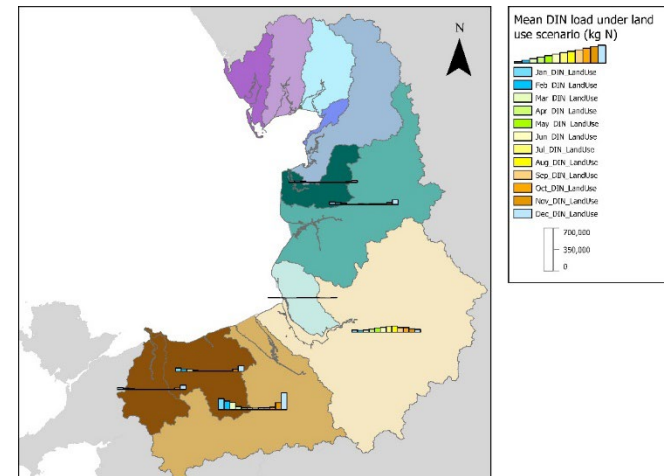 N
Mean DIN load under land
use scenario (kg N)
Jan_DIN_LandUse
Feb_DIN_LandUse
Mar_DIN_LandUse
Apr_DIN_LandUse
May_DIN_LandUse
Jun_DIN_LandUse
Jul_DIN_LandUse
Aug_DIN_LandUse
Sep_DIN_LandUse
Oct_DIN_LandUse
Nov_DIN_LandUse
Dec_DIN_LandUse
700,000
350,000
0